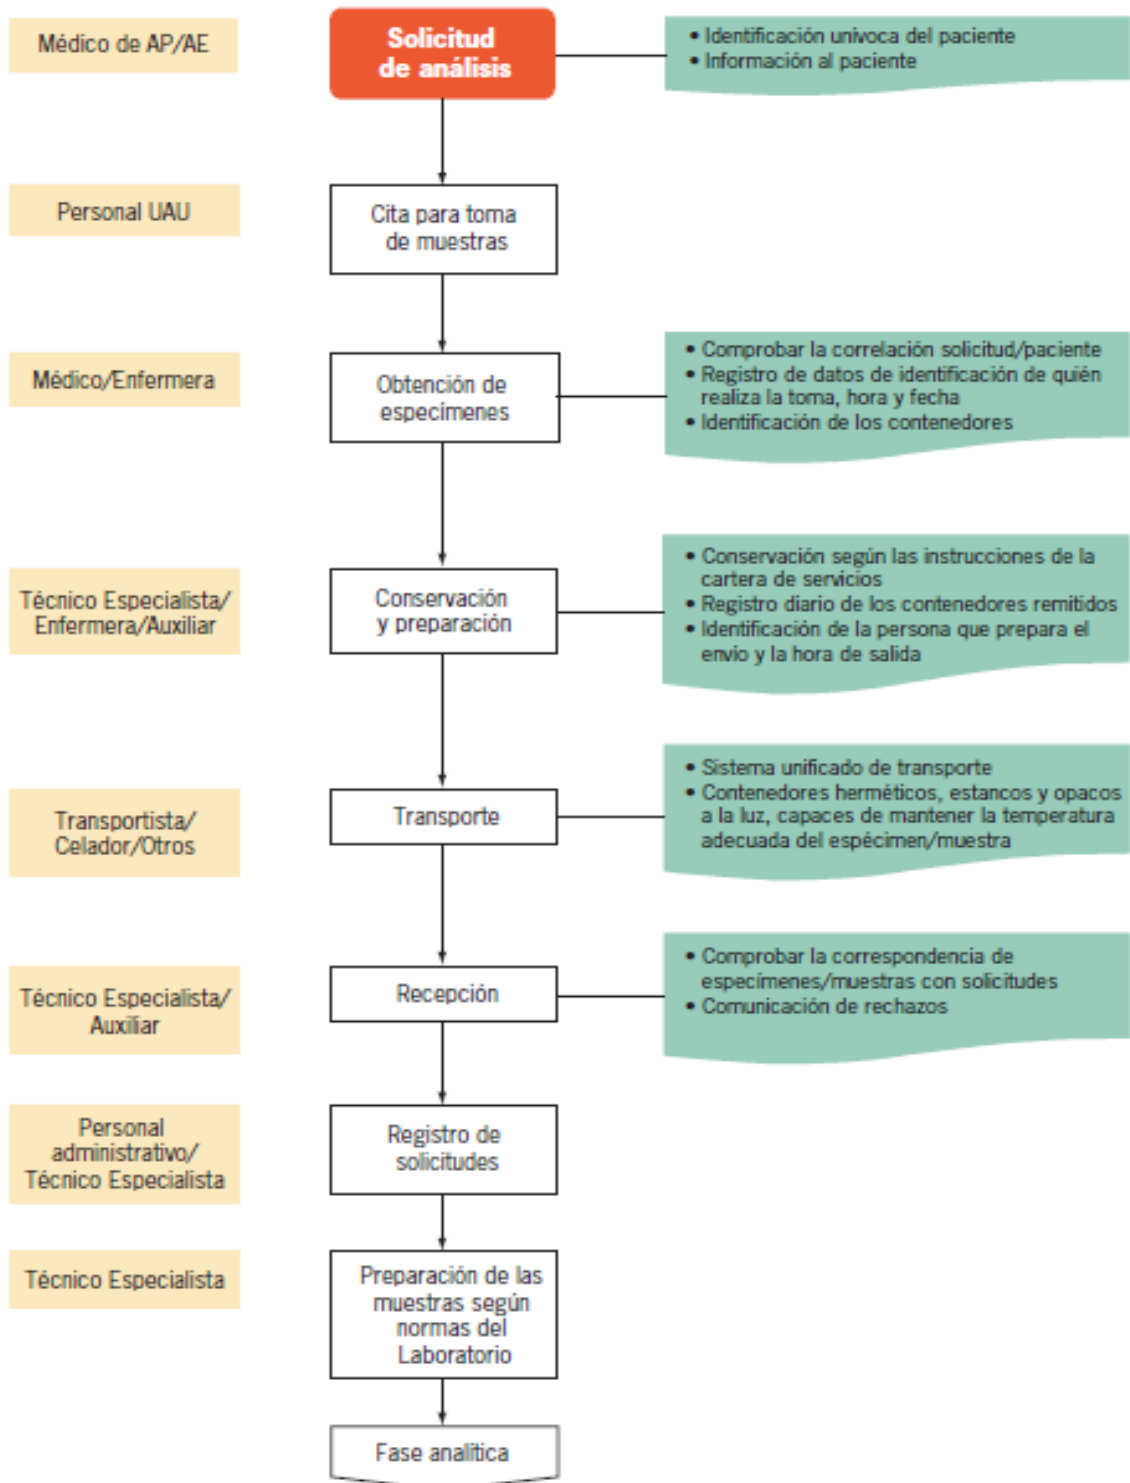 Médico de AP/AE
Solicitud
de análisis
• Identificación unívoca del paciente
• Información al paciente
Personal UAU
Cita para toma
de muestras
Médico/Enfermera
Obtención de
especímenes
• Comprobar la correlación solicitud/paciente
• Registro de datos de identificación de quién
realiza la toma, hora y fecha
• Identificación de los contenedores
Técnico Especialista/
Enfermera/Auxiliar
Conservación
y preparación
• Conservación según las instrucciones de la
cartera de servicios
• Registro diario de los contenedores remitidos
• Identificación de la persona que prepara el
envío y la hora de salida
Transportista/
Celador/Otros
Transporte
• Sistema unificado de transporte
• Contenedores herméticos, estancos y opacos
a la luz, capaces de mantener la temperatura
adecuada del espécimen/muestra
Técnico Especialista/
Auxiliar
Recepción
• Comprobar la correspondencia de
especímenes/muestras con solicitudes
• Comunicación de rechazos
Personal
administrativo/
Técnico Especialista
Registro de
solicitudes
Técnico Especialista
Preparación de las
muestras según
normas del
Laboratorio
Fase analítica